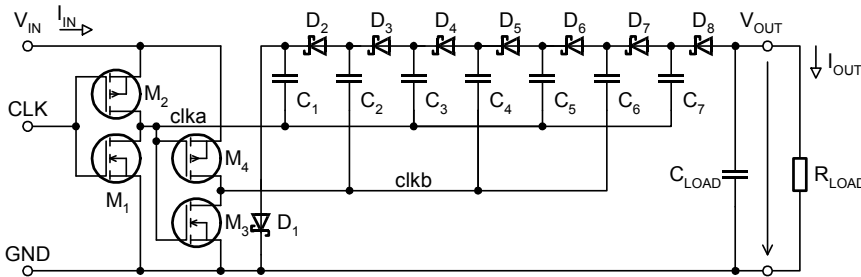 I_IN
V_IN
D_2 D_3 D_4 D_5 D_6 D_7 D_8
V_OUT
I_OUT
M_2
C_1 C_2 C_3 C_4 C_5 C_6 C_7
CLK
clka
M_4
M_1
clkb
C_LOAD
R_LOAD
M_3
D_1
GND